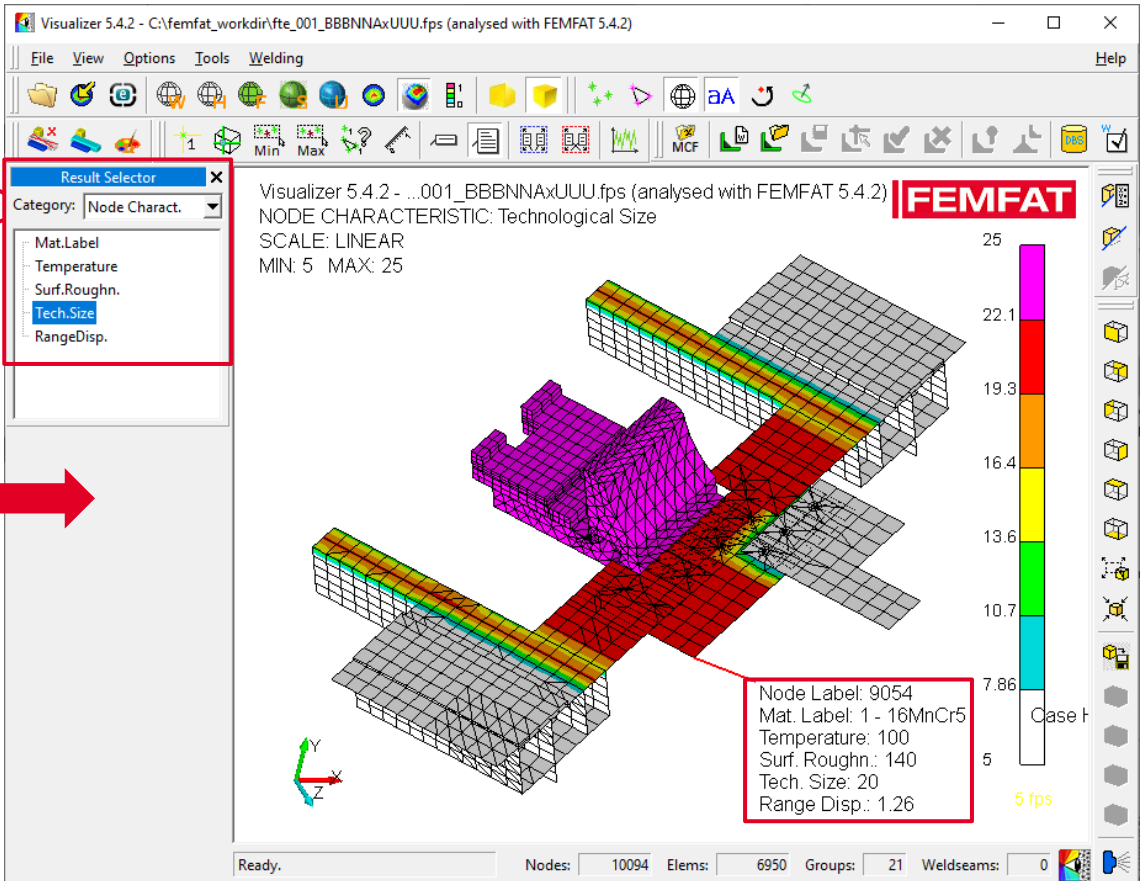 Visualizer 5.4.2 - C:\femfat_workdir\fte_001_BBBNNAxUUU.fps (analysed with FEMFAT 5.4.2)
File View Options Tools Welding Help
W H F S U
aA
1 Min Max MCF DBS W
Result Selector
Category: Node Charact.
Mat.Label
Temperature
Surf.Roughn.
Tech.Size
RangeDisp.
Visualizer 5.4.2 - ...001_BBBNNAxUUU.fps (analysed with FEMFAT 5.4.2)
NODE CHARACTERISTIC: Technological Size
SCALE: LINEAR
MIN: 5 MAX: 25
FEMFAT
25
22.1
19.3
16.4
13.6
10.7
7.86
5
Case H
5 fps
Node Label: 9054
Mat. Label: 1 - 16MnCr5
Temperature: 100
Surf. Roughn.: 140
Tech. Size: 20
Range Disp.: 1.26
Y
X
Z
Ready. Nodes: 10094 Elems: 6950 Groups: 21 Weldseams: 0